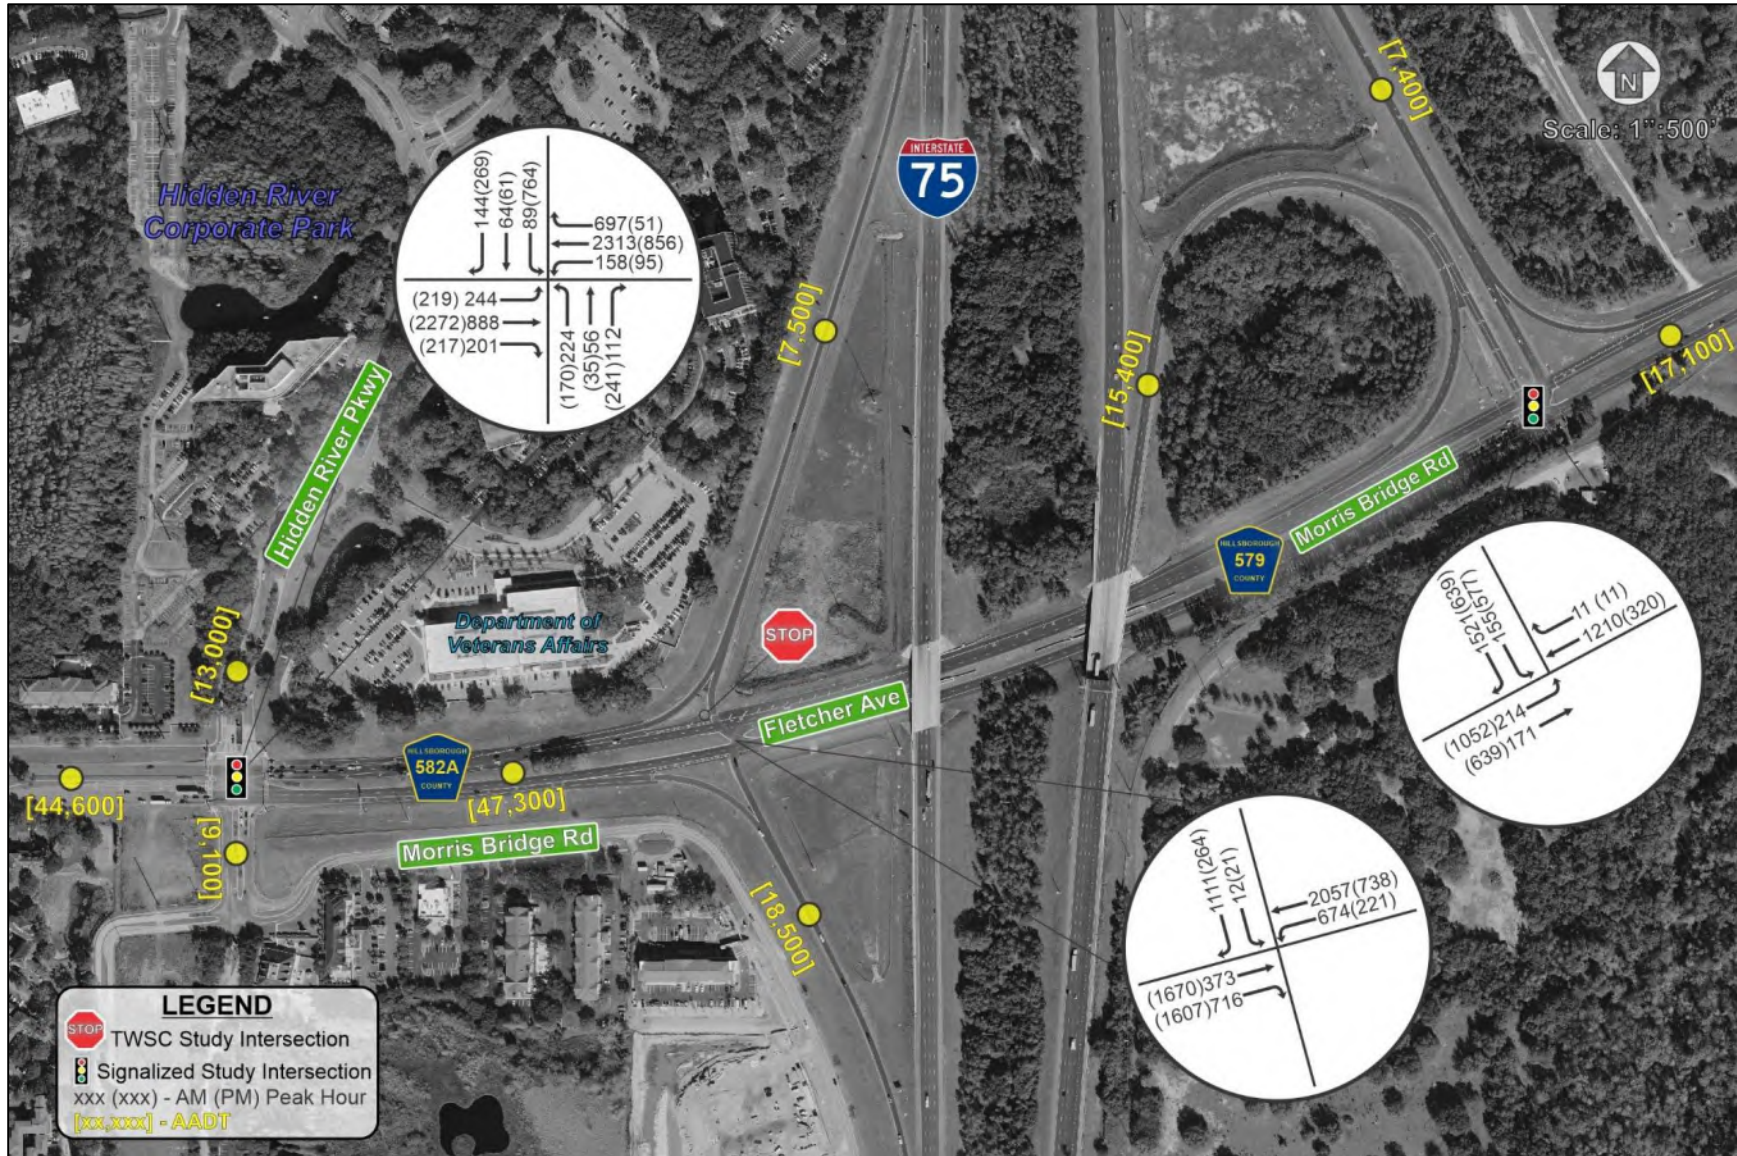 [7,400]
N
Scale: 1":500'
INTERSTATE
75
Hidden River
Corporate Park
144(269)
64(61)
89(764)
697(51)
2313(856)
158(95)
(219) 244
(2272)888
(217)201
(170)224
(35)56
(241)112
[7,500]
[15,400]
[17,100]
Hidden River Pkwy
Morris Bridge Rd
HILLSBOROUGH
579
COUNTY
1521(639)
155(577)
11 (11)
1210(320)
(1052)214
(639)171
Department of
Veterans Affairs
STOP
[13,000]
Fletcher Ave
HILLSBOROUGH
582A
COUNTY
[44,600]
[47,300]
[9,100]
Morris Bridge Rd
[18,500]
1111(264)
12(21)
2057(738)
674(221)
(1670)373
(1607)716
LEGEND
STOP TWSC Study Intersection
Signalized Study Intersection
xxx (xxx) - AM (PM) Peak Hour
[xx,xxx] - AADT